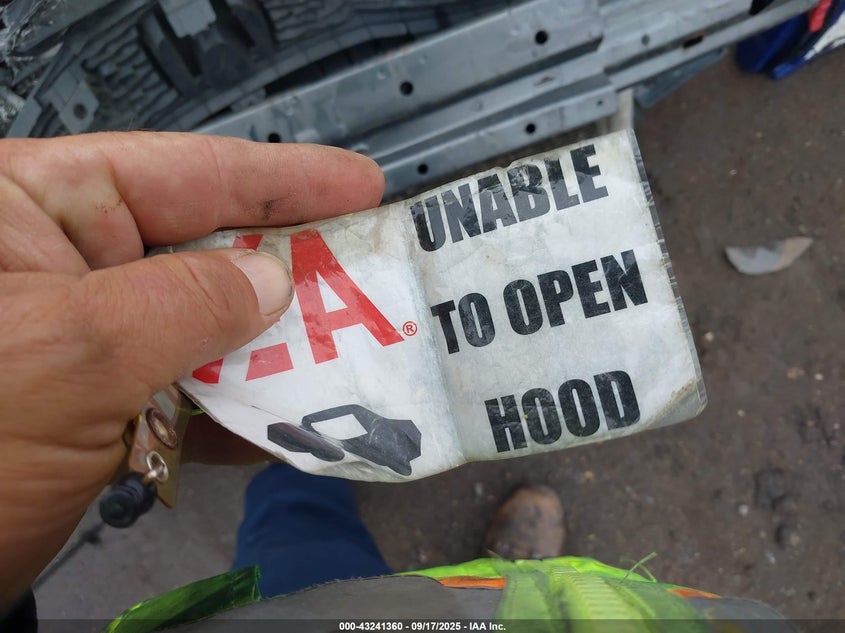 UNABLE
TO OPEN
HOOD
A®
000-43241360 - 09/17/2025 - IAA Inc.